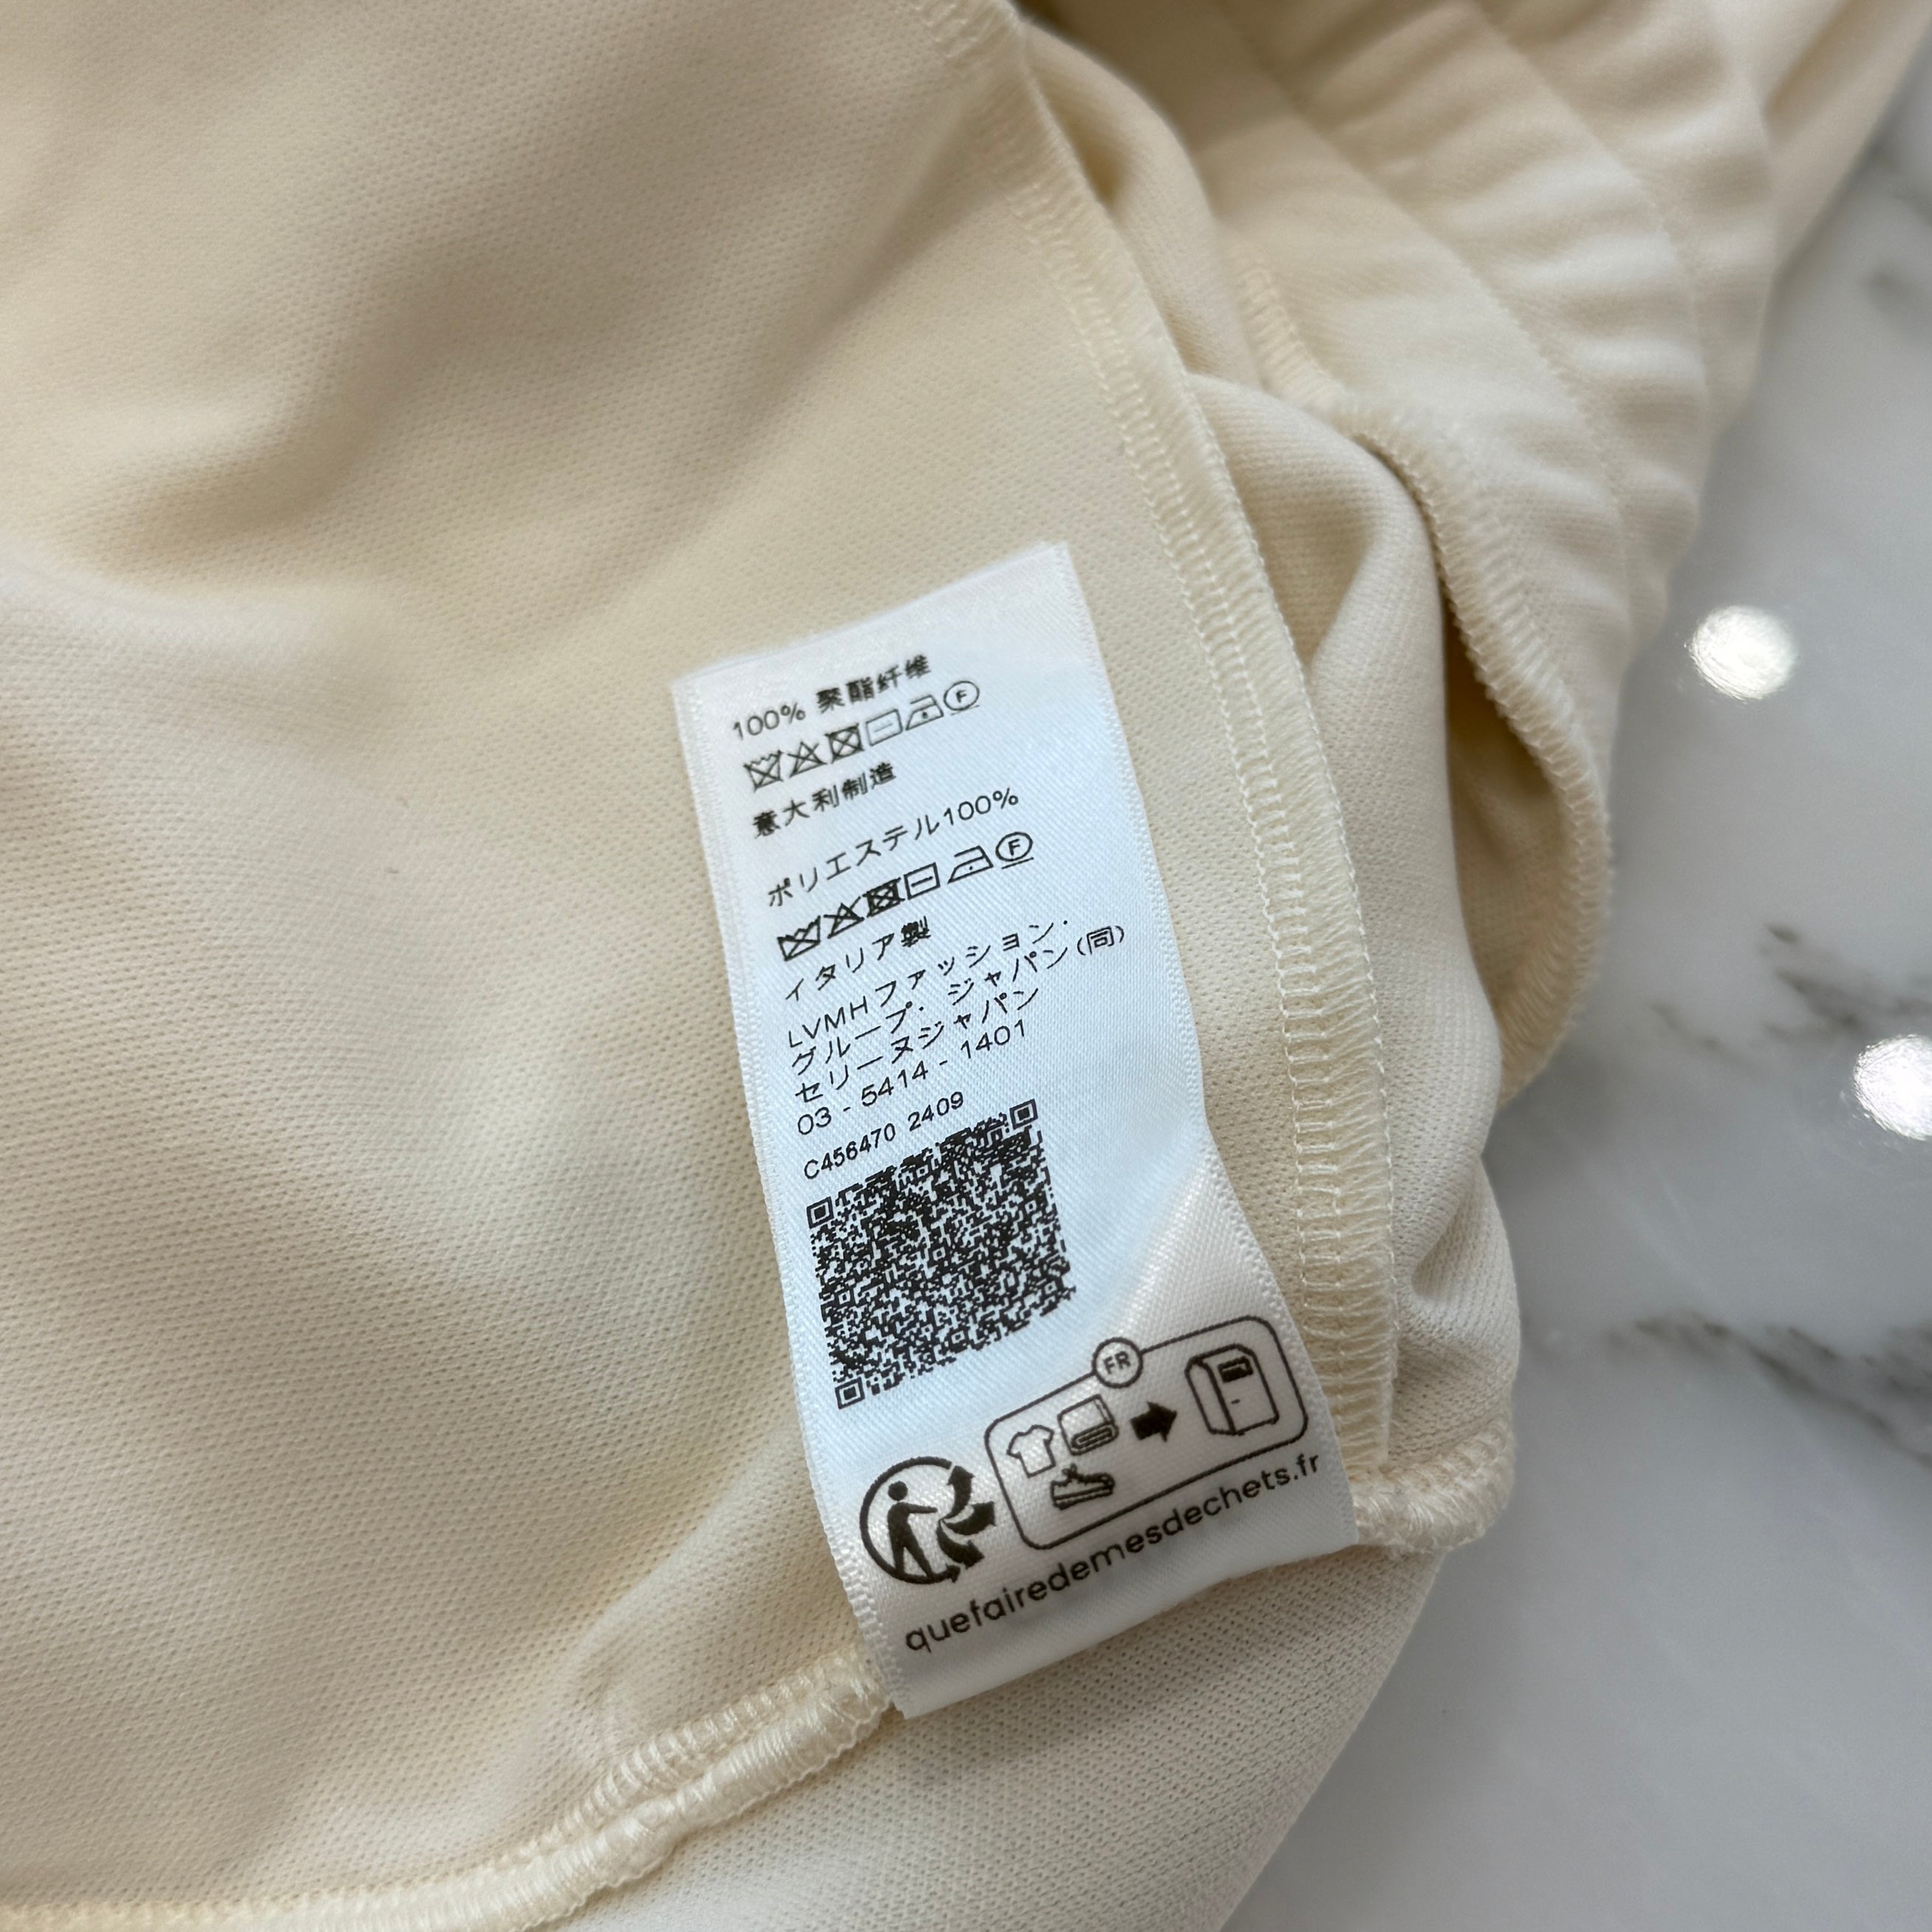 100% 聚酯纤维
F
意大利制造
ポリエステル100%
F
イタリア製
LVMHファッション・
グループ・ジャパン(同)
セリーヌジャパン
03 - 5414 - 1401
C456470 2409
FR
quefairedemesdechets.fr